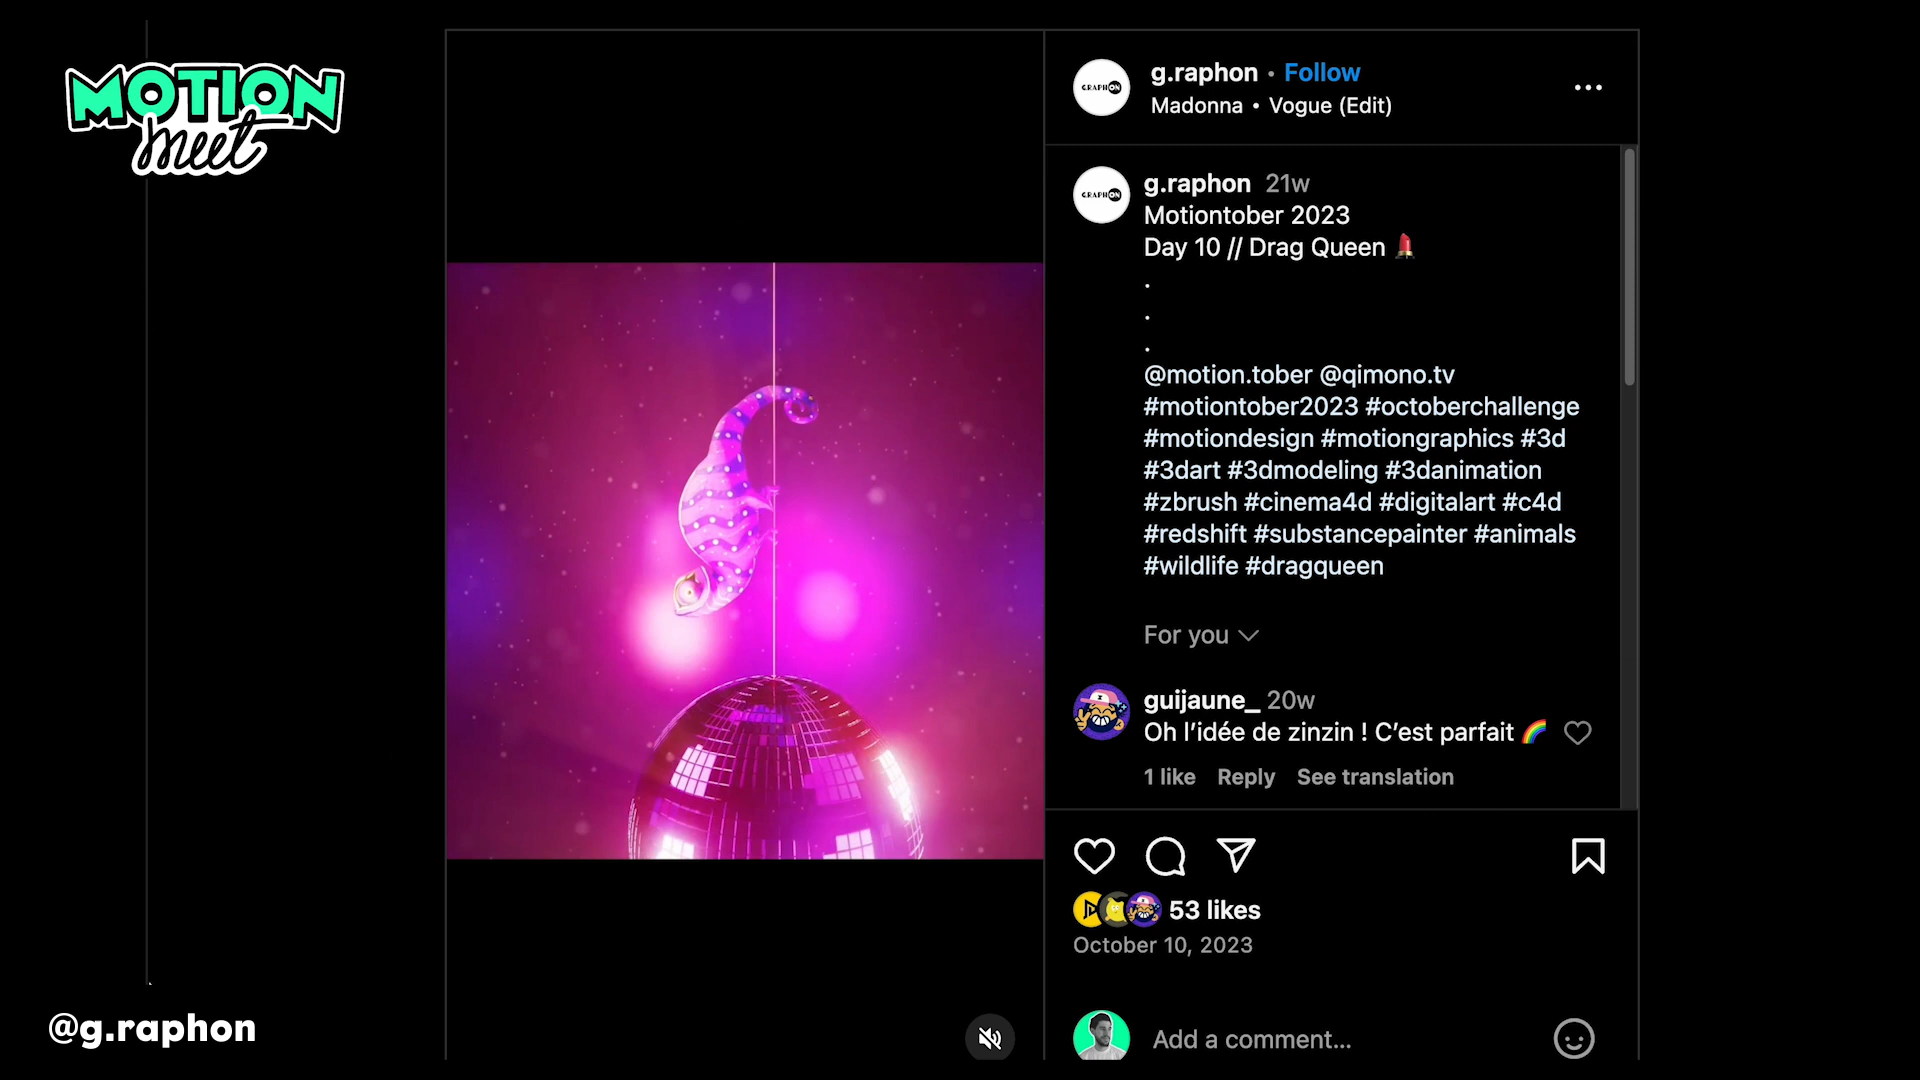 MOTION
meet
g.raphon • Follow
Madonna • Vogue (Edit)
GRAPHON
g.raphon 21w
GRAPHON
Motiontober 2023
Day 10 // Drag Queen 💄
.
.
.
@motion.tober @qimono.tv
#motiontober2023 #octoberchallenge
#motiondesign #motiongraphics #3d
#3dart #3dmodeling #3danimation
#zbrush #cinema4d #digitalart #c4d
#redshift #substancepainter #animals
#wildlife #dragqueen
For you
guijaune_ 20w
Oh l'idée de zinzin ! C'est parfait 🌈
1 like Reply See translation
53 likes
October 10, 2023
Add a comment...
@g.raphon